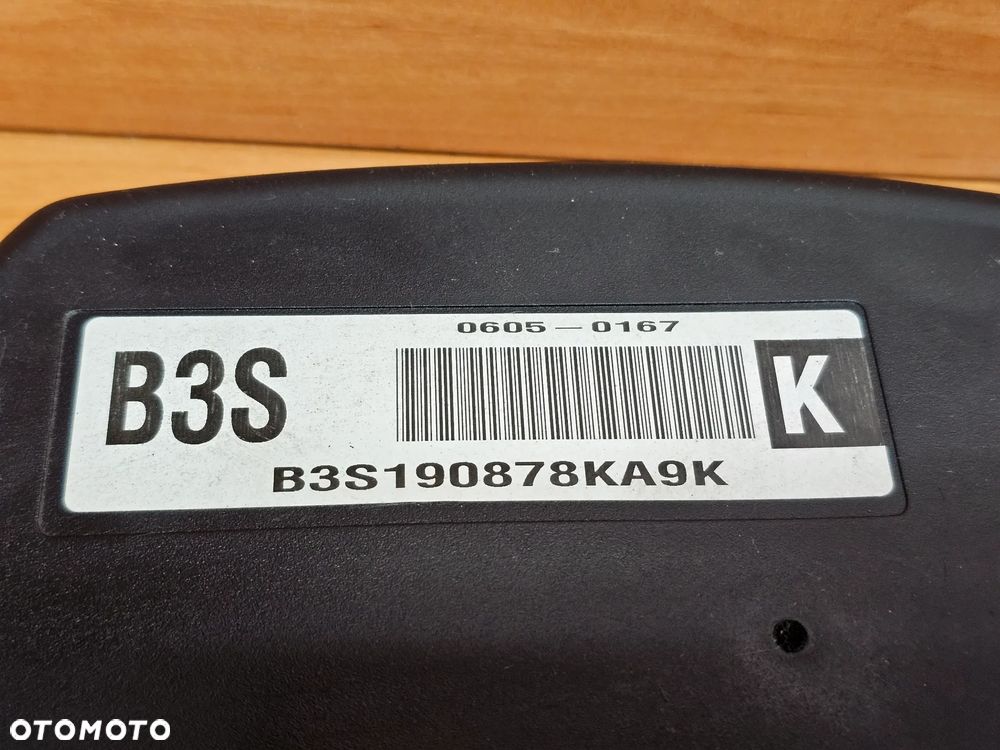 0605 – 0167
B3S
K
B3S190878KA9K
OTOMOTO